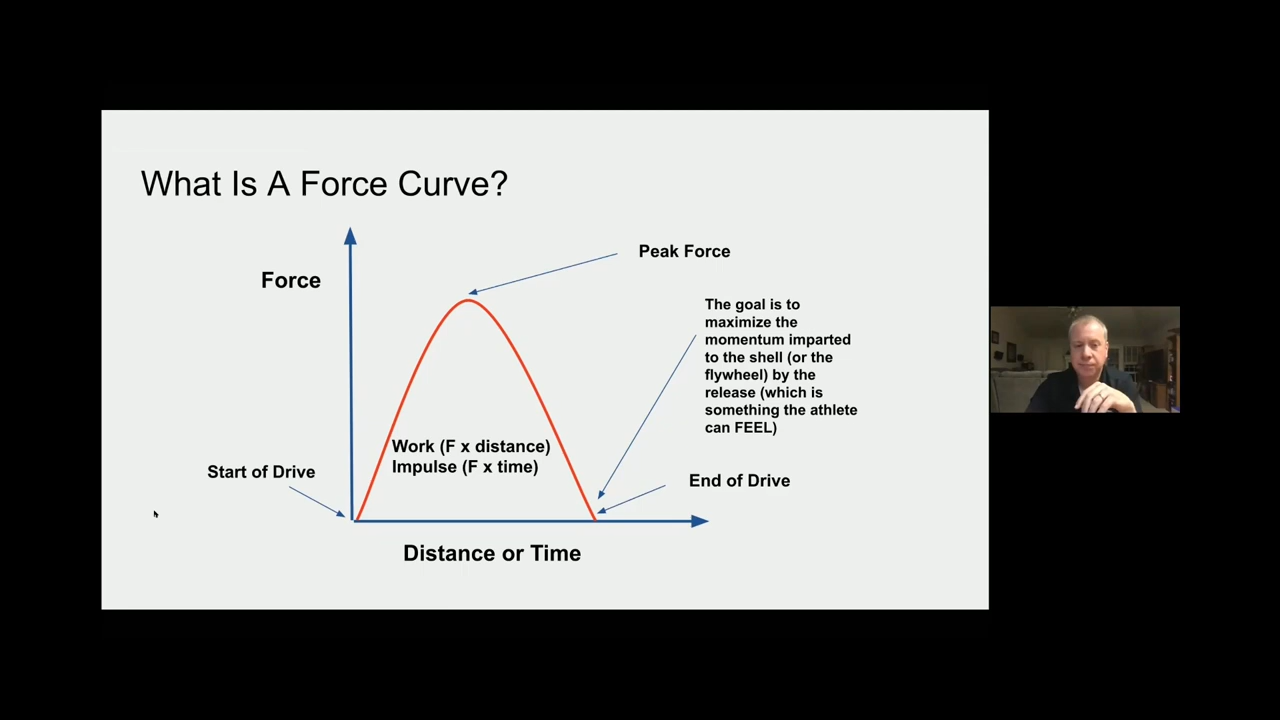 What Is A Force Curve?
Force
Peak Force
The goal is to
maximize the
momentum imparted
to the shell (or the
flywheel) by the
release (which is
something the athlete
can FEEL)
Work (F x distance)
Impulse (F x time)
Start of Drive
End of Drive
Distance or Time